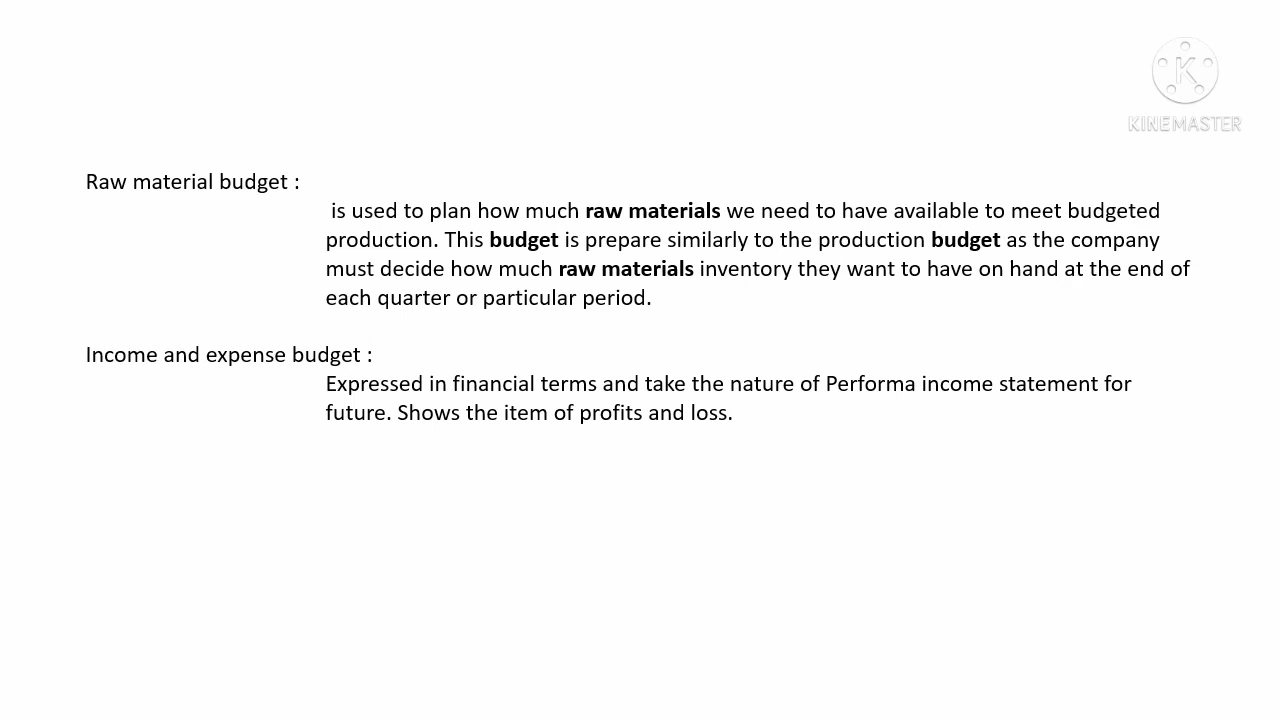 KINEMASTER
Raw material budget :
is used to plan how much raw materials we need to have available to meet budgeted
production. This budget is prepare similarly to the production budget as the company
must decide how much raw materials inventory they want to have on hand at the end of
each quarter or particular period.
Income and expense budget :
Expressed in financial terms and take the nature of Performa income statement for
future. Shows the item of profits and loss.